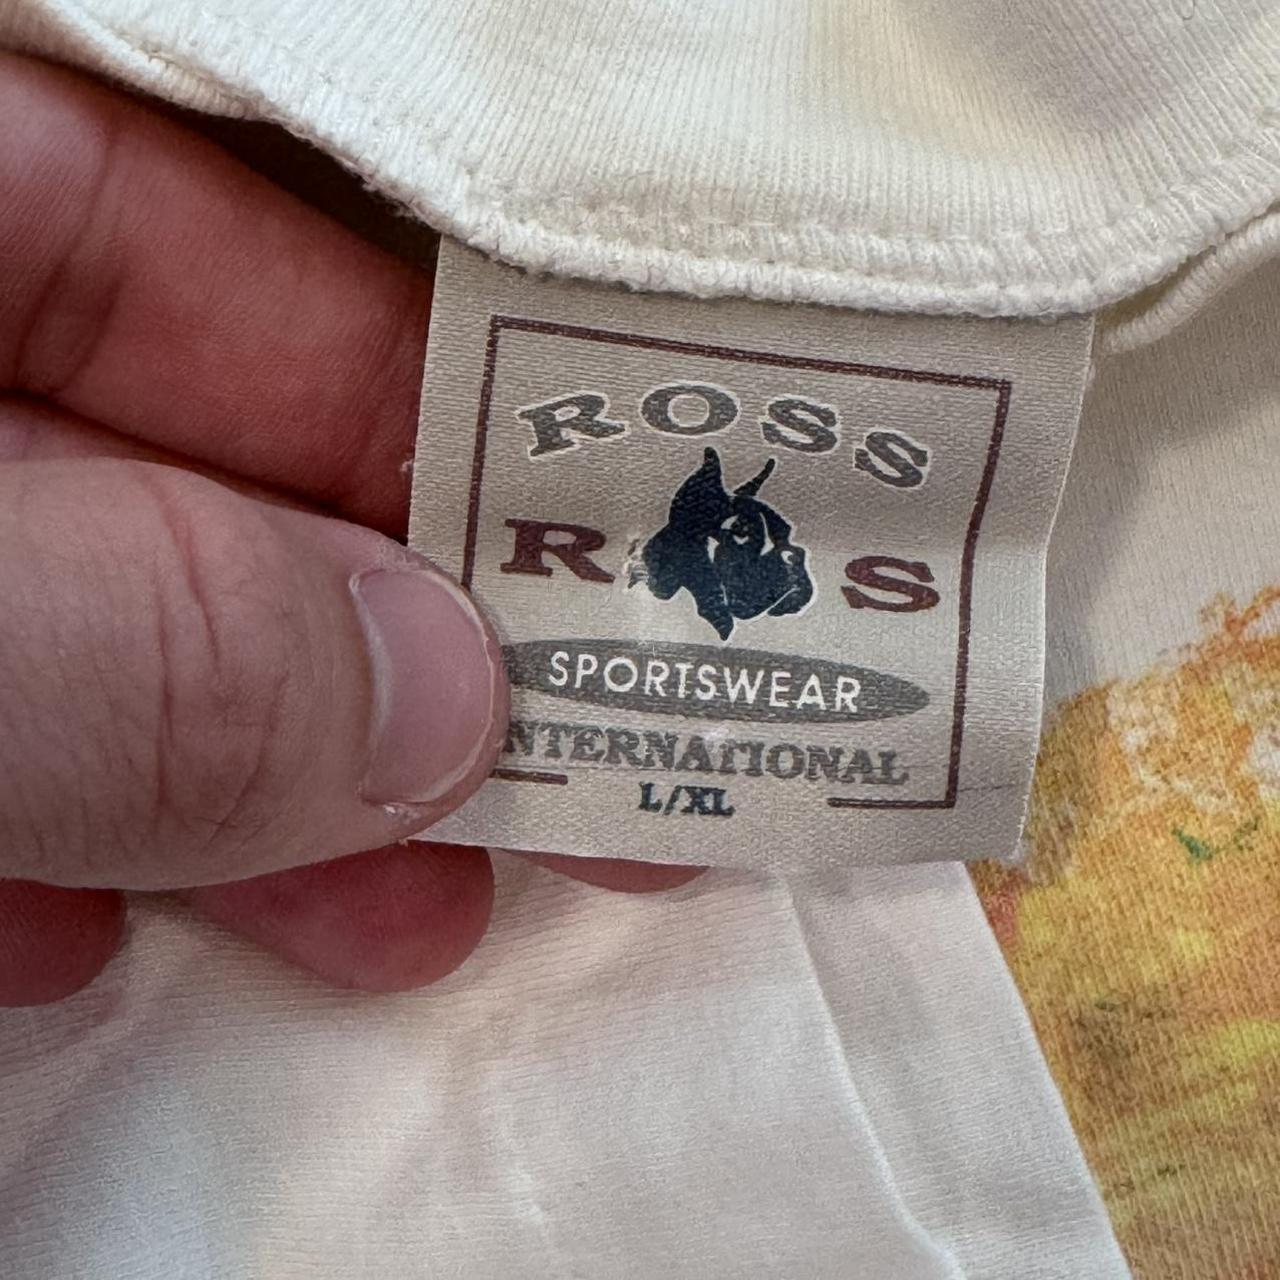 ROSS
R S
SPORTSWEAR
INTERNATIONAL
L/XL